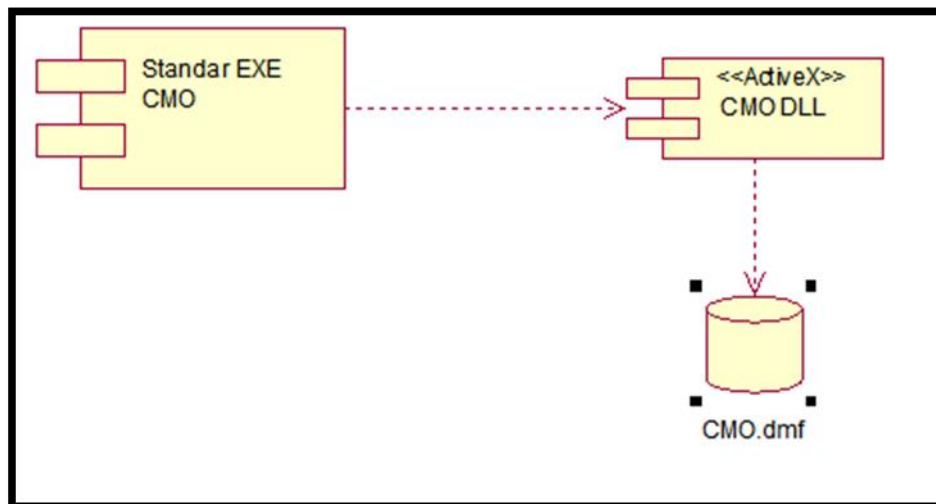 Standar EXE
CMO
<<ActiveX>>
CMO DLL
CMO.dmf